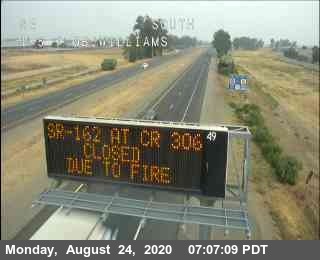 SOUTH
WILLIAMS
49
SR-162 AT CR 306
CLOSED
DUE TO FIRE
Monday, August 24, 2020 07:07:09 PDT